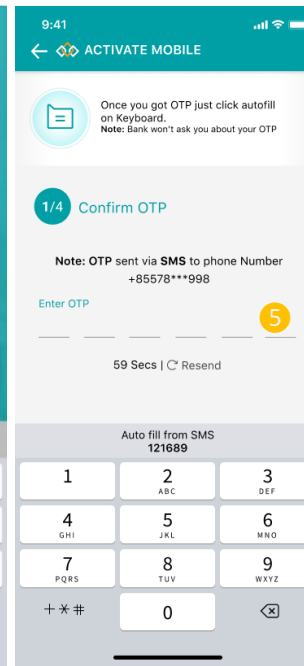 9:41
ACTIVATE MOBILE
Once you got OTP just click autofill
on Keyboard.
Note: Bank won't ask you about your OTP
1/4 Confirm OTP
Note: OTP sent via SMS to phone Number
+85578***998
Enter OTP
5
59 Secs | Resend
Auto fill from SMS
121689
1 2 3
ABC DEF
4 5 6
GHI JKL MNO
7 8 9
PQRS TUV WXYZ
+ * # 0